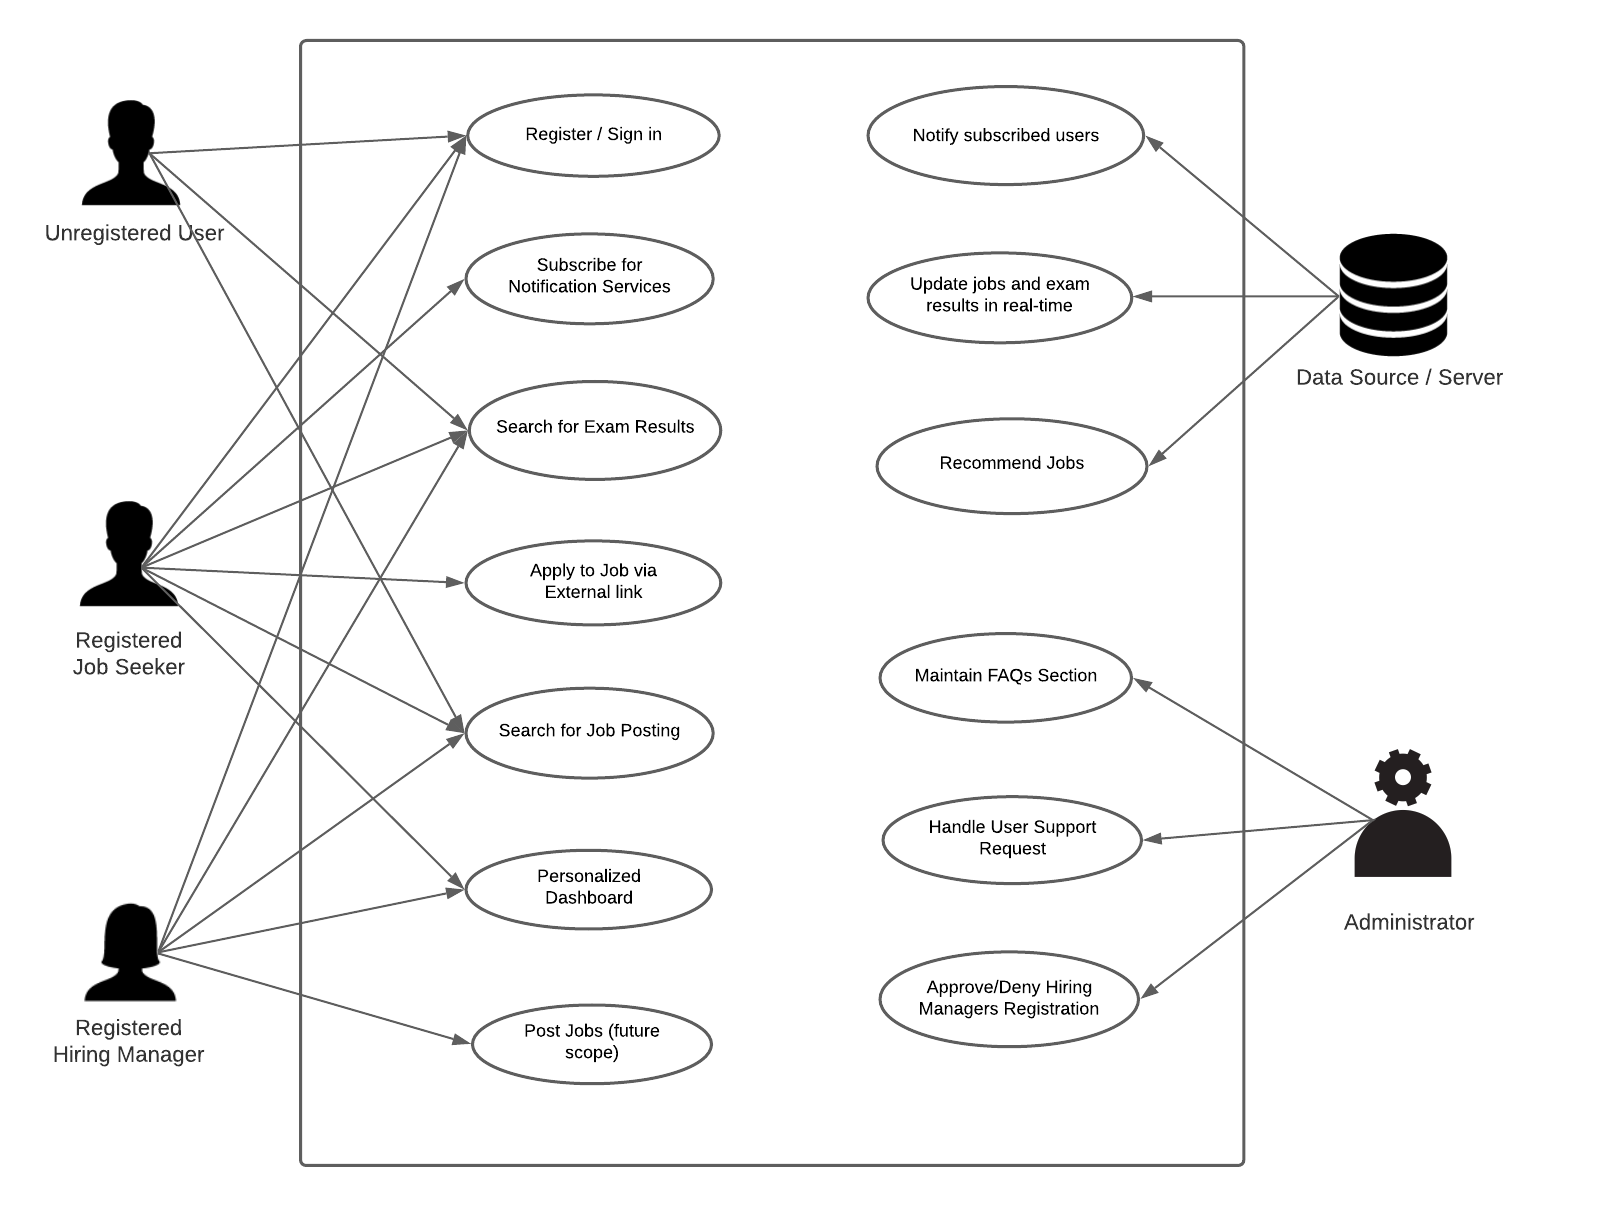 Unregistered User
Registered
Job Seeker
Registered
Hiring Manager
Register / Sign in
Subscribe for
Notification Services
Search for Exam Results
Apply to Job via
External link
Search for Job Posting
Personalized
Dashboard
Post Jobs (future
scope)
Notify subscribed users
Update jobs and exam
results in real-time
Recommend Jobs
Maintain FAQs Section
Handle User Support
Request
Approve/Deny Hiring
Managers Registration
Data Source / Server
Administrator